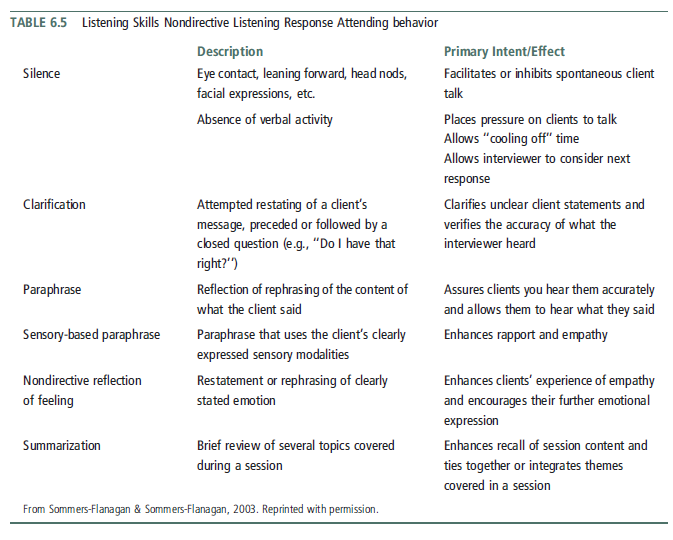 TABLE 6.5 Listening Skills Nondirective Listening Response Attending behavior
Description Primary Intent/Effect
Silence Eye contact, leaning forward, head nods, Facilitates or inhibits spontaneous client
facial expressions, etc. talk
Absence of verbal activity Places pressure on clients to talk
Allows “cooling off” time
Allows interviewer to consider next
response
Clarification Attempted restating of a client’s Clarifies unclear client statements and
message, preceded or followed by a verifies the accuracy of what the
closed question (e.g., “Do I have that interviewer heard
right?’’)
Paraphrase Reflection of rephrasing of the content of Assures clients you hear them accurately
what the client said and allows them to hear what they said
Sensory-based paraphrase Paraphrase that uses the client’s clearly Enhances rapport and empathy
expressed sensory modalities
Nondirective reflection Restatement or rephrasing of clearly Enhances clients’ experience of empathy
of feeling stated emotion and encourages their further emotional
expression
Summarization Brief review of several topics covered Enhances recall of session content and
during a session ties together or integrates themes
covered in a session
From Sommers-Flanagan & Sommers-Flanagan, 2003. Reprinted with permission.